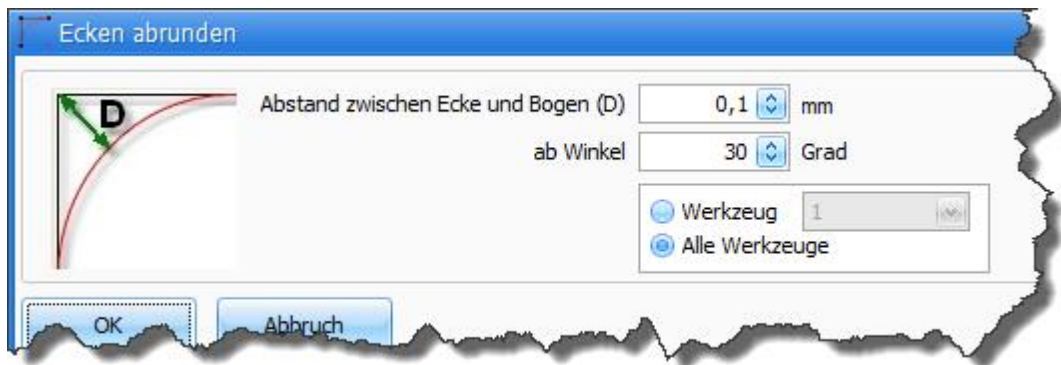 Ecken abrunden
D
Abstand zwischen Ecke und Bogen (D) 0,1 mm
ab Winkel 30 Grad
Werkzeug 1
Alle Werkzeuge
OK Abbruch